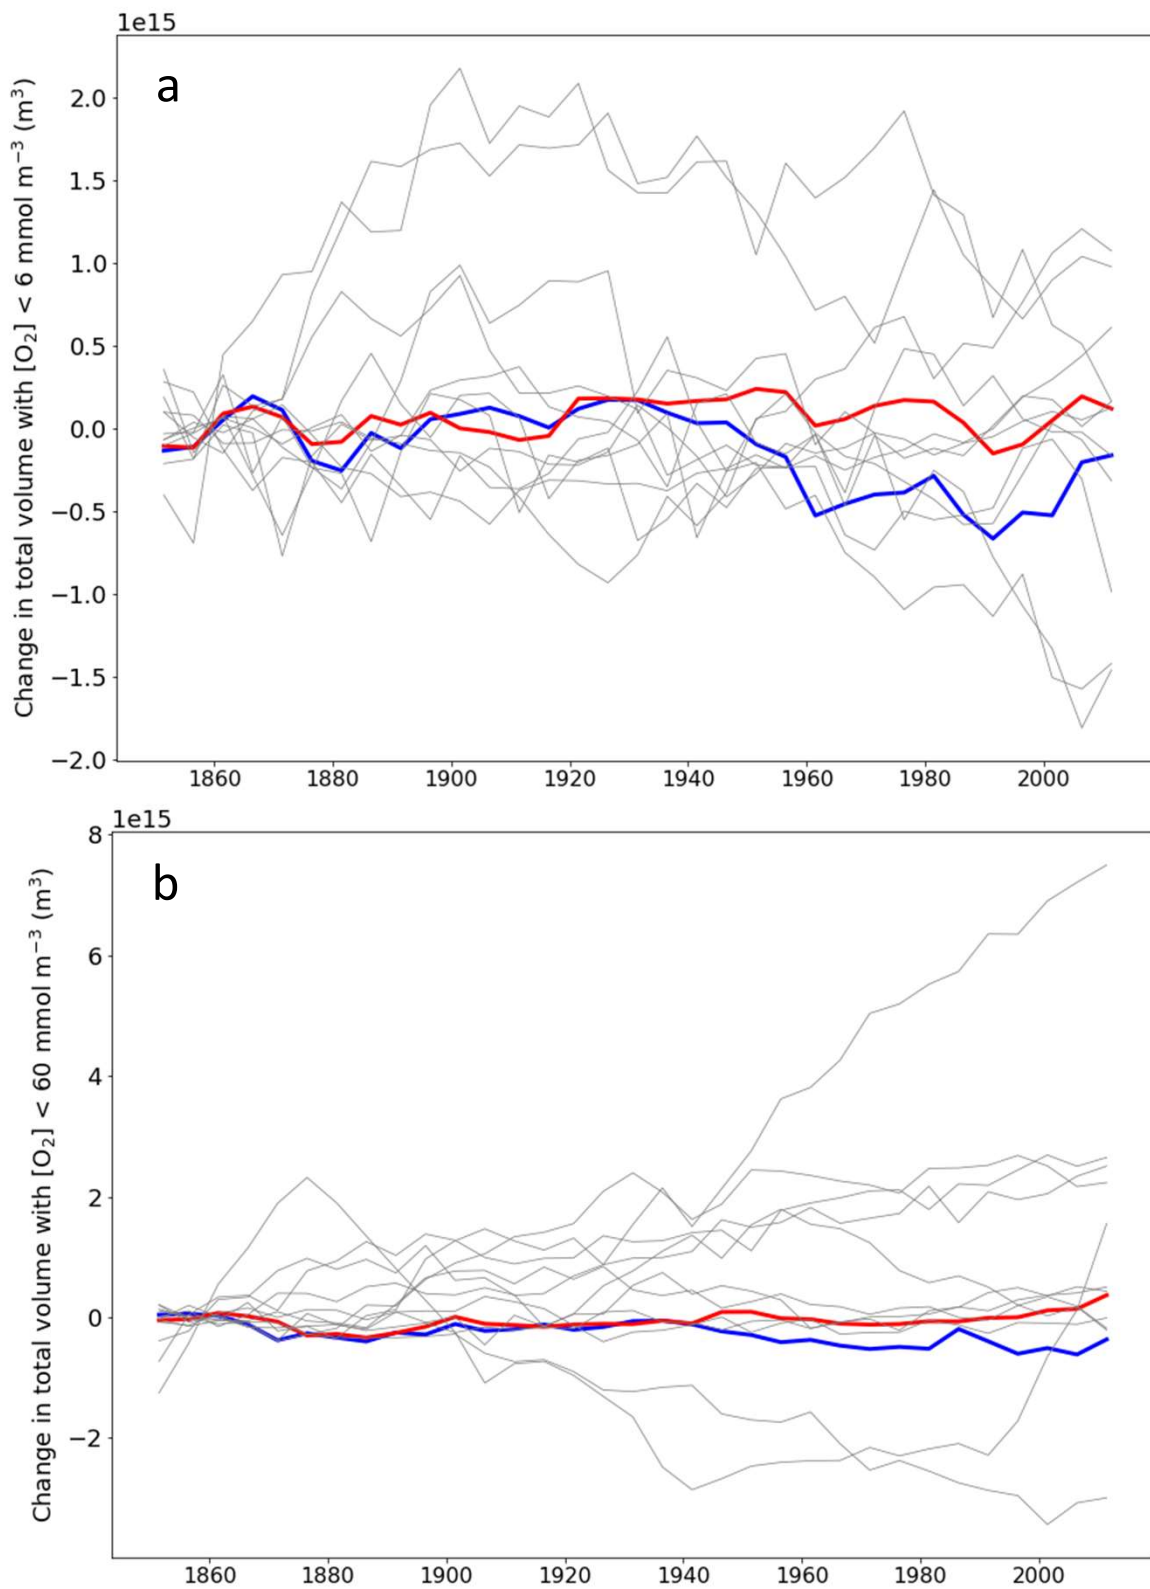 1e15
a
Change in total volume with [O₂] < 6 mmol m⁻³ (m³)
2.0
1.5
1.0
0.5
0.0
−0.5
−1.0
−1.5
−2.0
1860 1880 1900 1920 1940 1960 1980 2000
1e15
b
Change in total volume with [O₂] < 60 mmol m⁻³ (m³)
8
6
4
2
0
−2
1860 1880 1900 1920 1940 1960 1980 2000